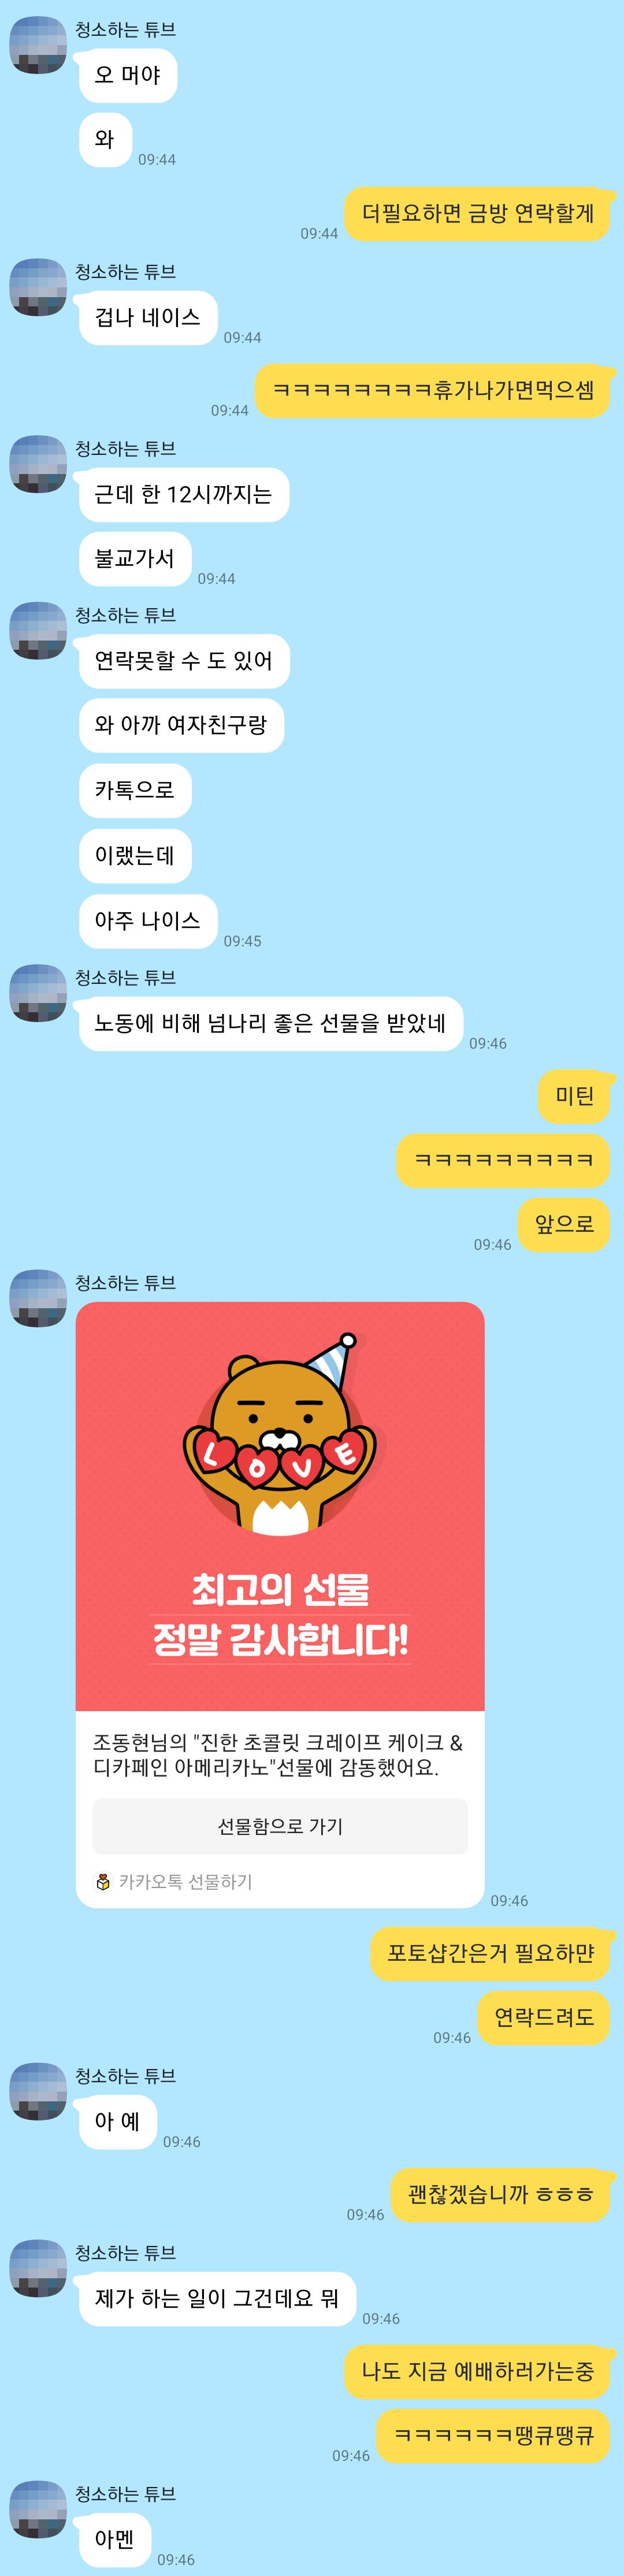 청소하는 튜브
오 머야
와
09:44
더필요하면 금방 연락할게
09:44
청소하는 튜브
겁나 네이스
09:44
ㅋㅋㅋㅋㅋㅋㅋㅋ휴가나가면먹으셈
09:44
청소하는 튜브
근데 한 12시까지는
불교가서
09:44
청소하는 튜브
연락못할 수 도 있어
와 아까 여자친구랑
카톡으로
이랬는데
아주 나이스
09:45
청소하는 튜브
노동에 비해 넘나리 좋은 선물을 받았네
09:46
미틴
ㅋㅋㅋㅋㅋㅋㅋㅋㅋ
앞으로
09:46
청소하는 튜브
LOVE
최고의 선물
정말 감사합니다!
조동현님의 "진한 초콜릿 크레이프 케이크 &
디카페인 아메리카노"선물에 감동했어요.
선물함으로 가기
카카오톡 선물하기
09:46
포토샵간은거 필요하먄
연락드려도
09:46
청소하는 튜브
아 예
09:46
괜찮겠습니까 ㅎㅎㅎ
09:46
청소하는 튜브
제가 하는 일이 그건데요 뭐
09:46
나도 지금 예배하러가는중
ㅋㅋㅋㅋㅋㅋ땡큐땡큐
09:46
청소하는 튜브
아멘
09:46